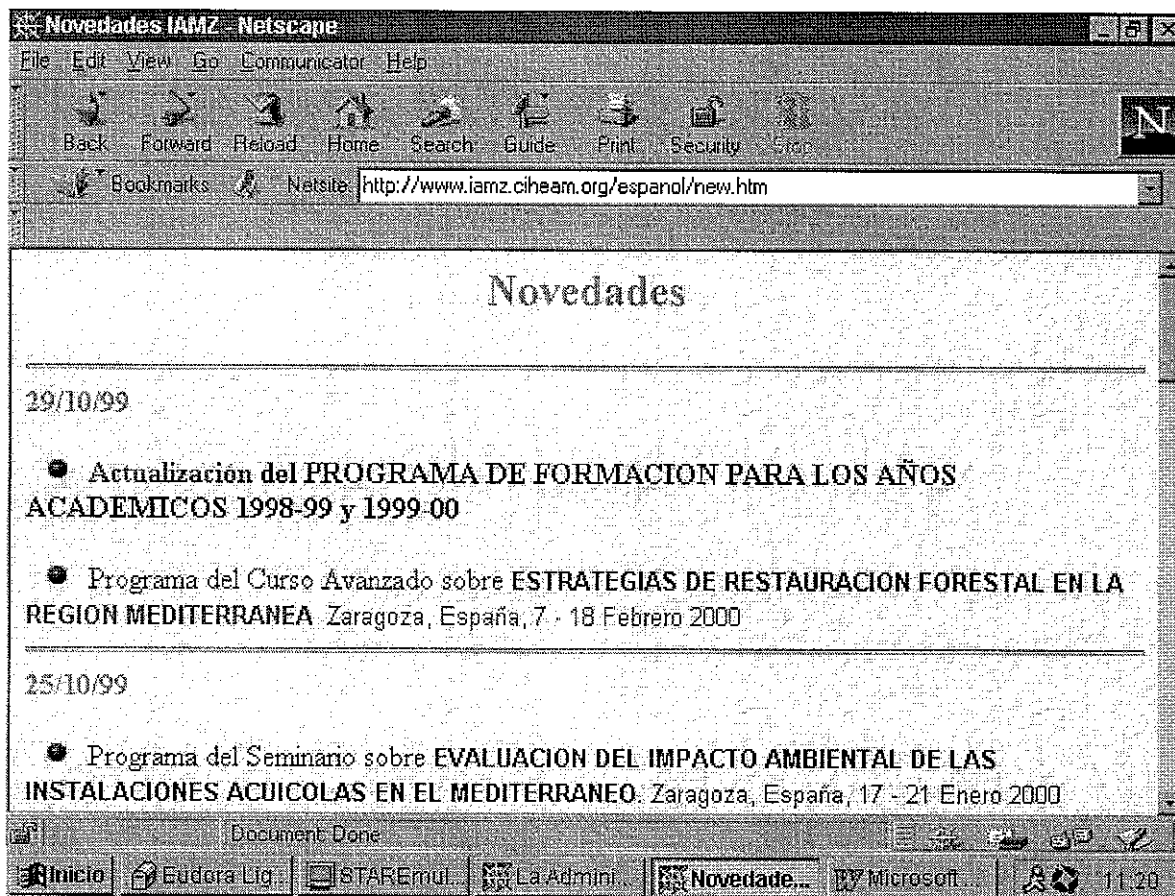 Novedades IAMZ - Netscape
File Edit View Go Communicator Help
Back Forward Reload Home Search Guide Print Security Stop
N
Bookmarks Netsite http://www.iamz.ciheam.org/espanol/new.htm
Novedades
29/10/99
Actualización del PROGRAMA DE FORMACION PARA LOS AÑOS
ACADEMICOS 1998-99 y 1999-00
Programa del Curso Avanzado sobre ESTRATEGIAS DE RESTAURACION FORESTAL EN LA
REGION MEDITERRANEA. Zaragoza, España, 7 - 18 Febrero 2000
25/10/99
Programa del Seminario sobre EVALUACION DEL IMPACTO AMBIENTAL DE LAS
INSTALACIONES ACUICOLAS EN EL MEDITERRANEO. Zaragoza, España, 17 - 21 Enero 2000
Document: Done
Inicio Eudora Lig... STAREmul... La Admini... Novedade... Microsoft ... 11:20